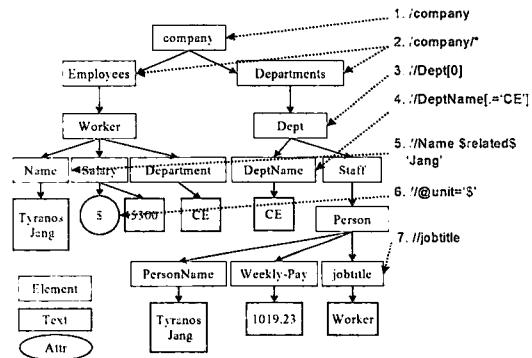 company
1. /company
2. /company/*
Employees
Departments
3. //Dept[0]
4. //DeptName[.='CE']
Worker
Dept
5. //Name $related$
'Jang'
Name
Salary
Department
DeptName
Staff
6. //@unit='$'
Tyranos
Jang
$
5300
CE
CE
Person
7. //jobtitle
PersonName
Weekly-Pay
jobtitle
Element
Text
Attr
Tyranos
Jang
1019.23
Worker